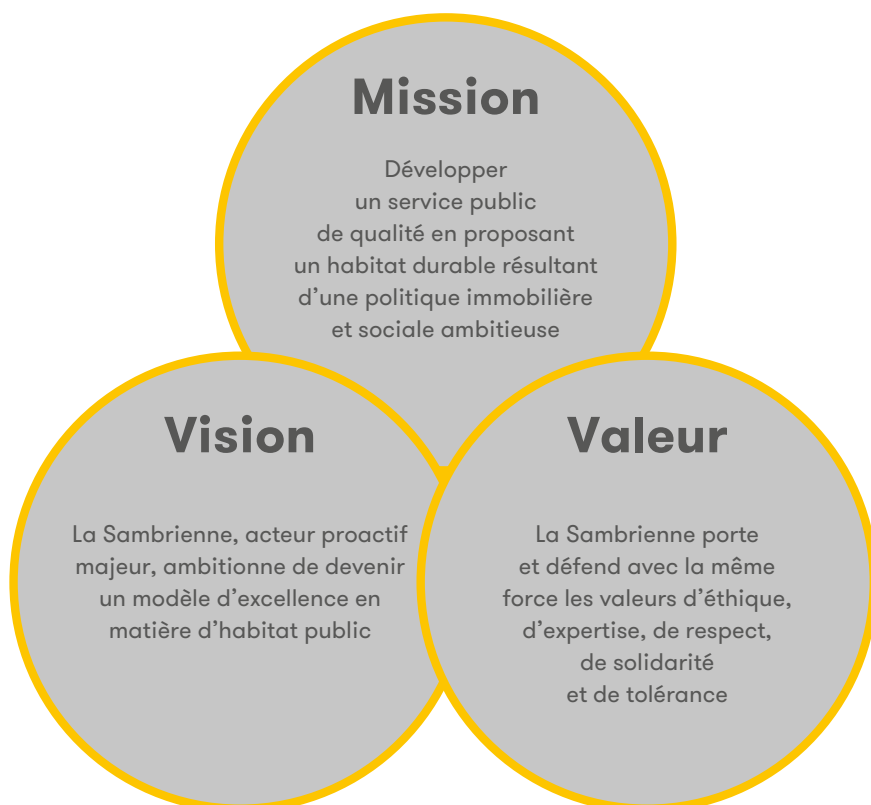 Mission
Développer
un service public
de qualité en proposant
un habitat durable résultant
d’une politique immobilière
et sociale ambitieuse
Vision
La Sambrienne, acteur proactif
majeur, ambitionne de devenir
un modèle d’excellence en
matière d’habitat public
Valeur
La Sambrienne porte
et défend avec la même
force les valeurs d’éthique,
d’expertise, de respect,
de solidarité
et de tolérance